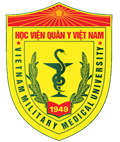 HỌC VIỆN QUÂN Y VIỆT NAM
VIETNAM MILITARY MEDICAL UNIVERSITY
1949